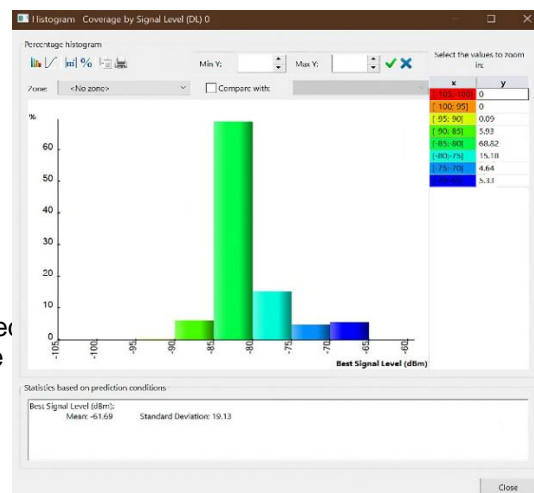 Histogram Coverage by Signal Level (DL) 0
Percentage histogram
Min Y: Max Y:
Select the values to zoom in:
Zone: <No zone> Compare with:
x y
[-105;-100] 0
[-100;-95] 0
[-95;-90] 0.09
[-90;-85] 5.93
[-85;-80] 68.82
[-80;-75] 15.18
[-75;-70] 4.64
5.33
%
60
50
40
30
20
10
0
-105 -100 -95 -90 -85 -80 -75 -70 -65 -60
Best Signal Level (dBm)
Statistics based on prediction conditions
Best Signal Level (dBm):
Mean: -61.69 Standard Deviation: 19.13
Close